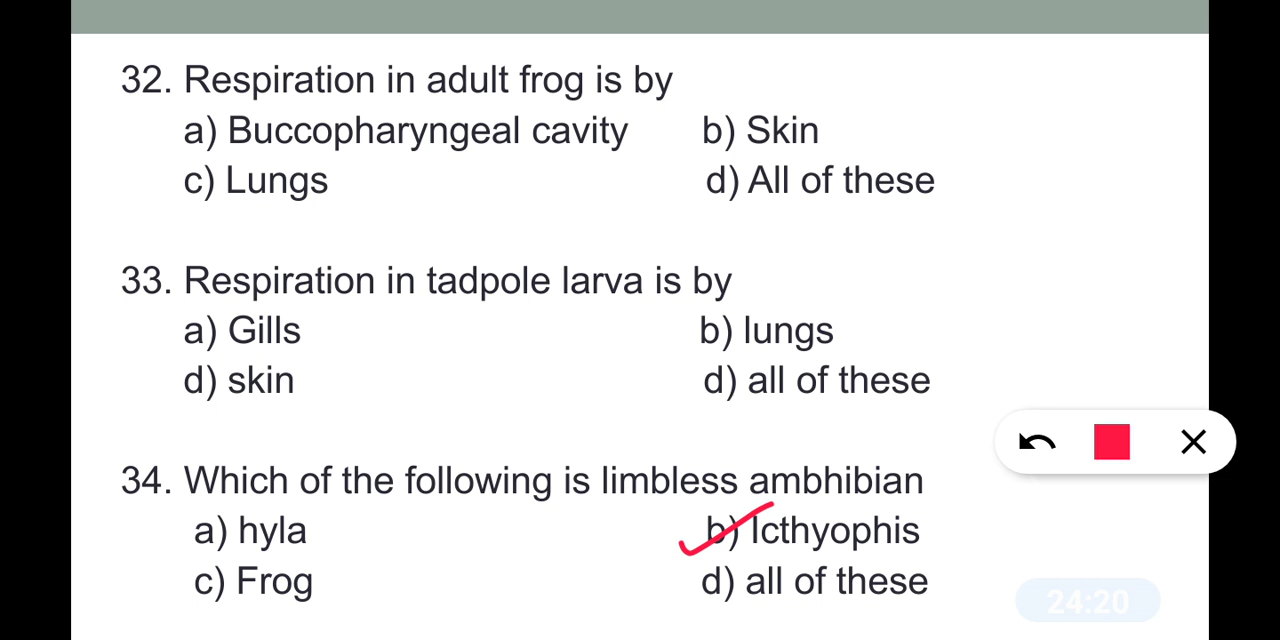 32. Respiration in adult frog is by
a) Buccopharyngeal cavity b) Skin
c) Lungs d) All of these
33. Respiration in tadpole larva is by
a) Gills b) lungs
d) skin d) all of these
34. Which of the following is limbless ambhibian
a) hyla b) Icthyophis
c) Frog d) all of these
24:20